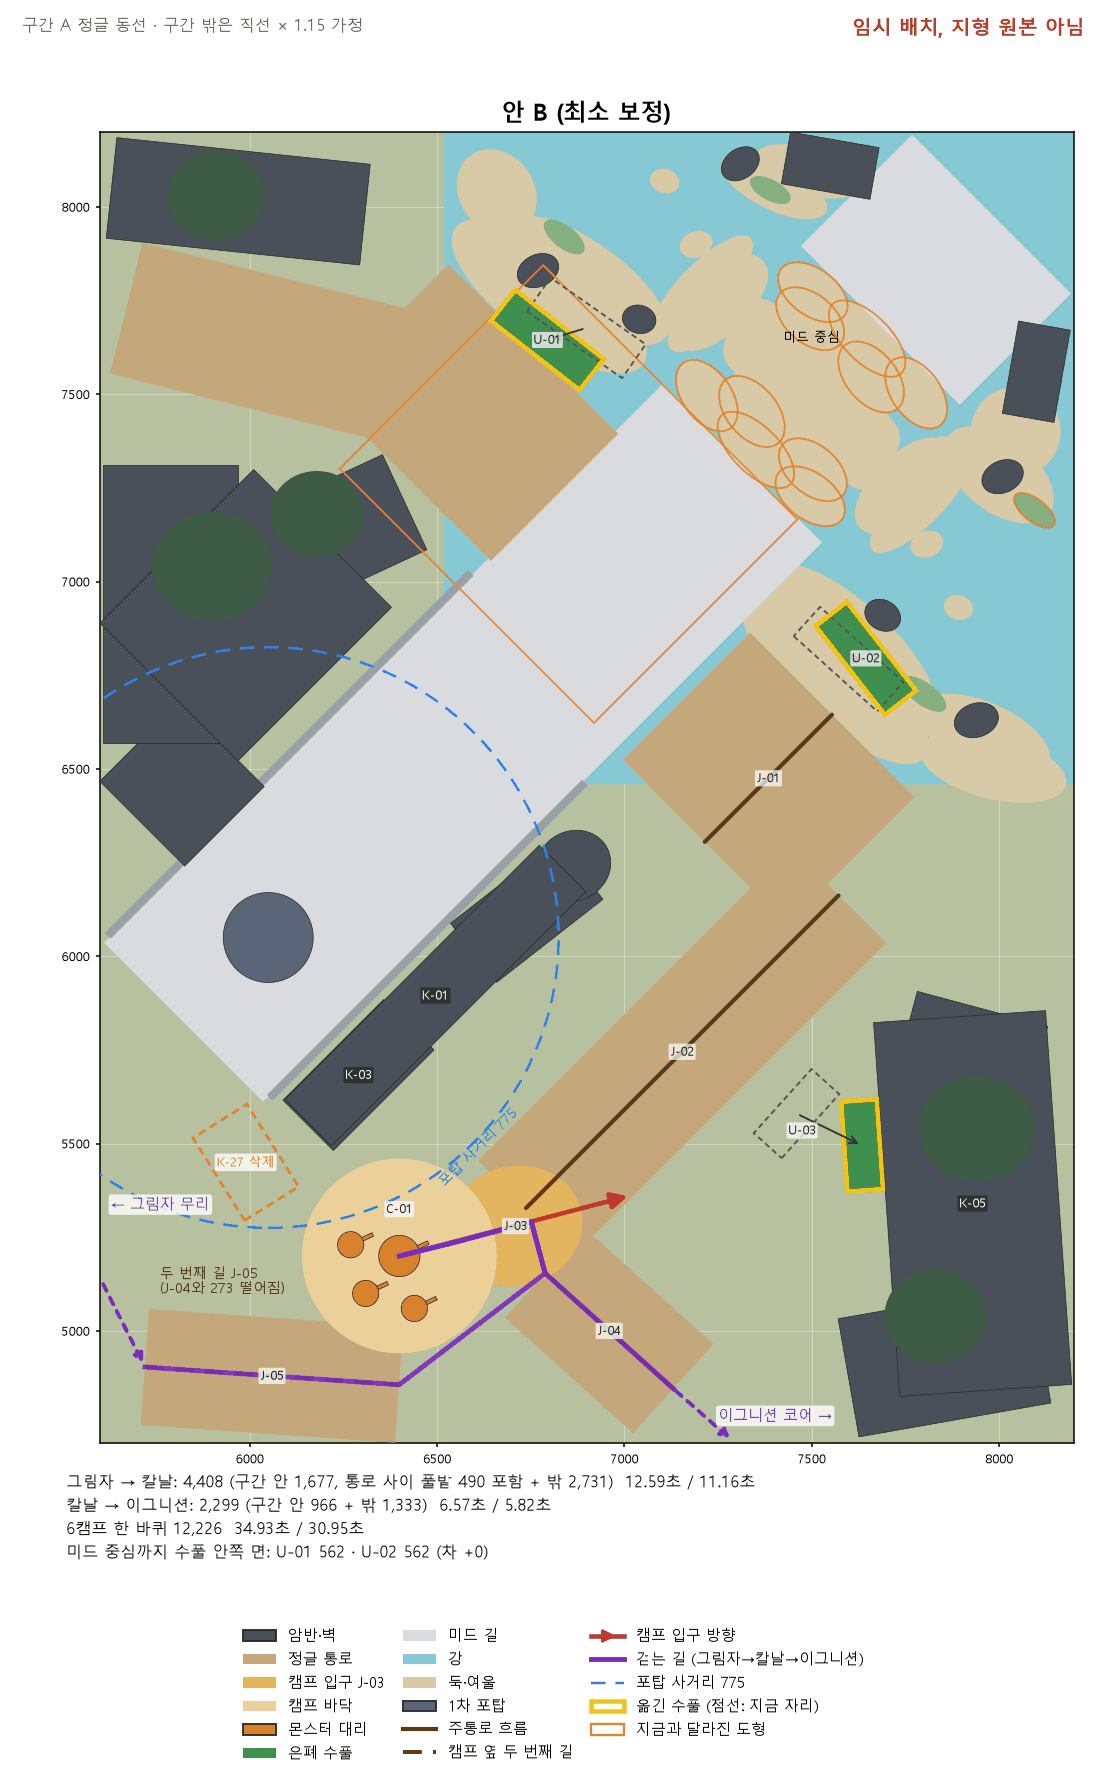 구간 A 정글 동선 · 구간 밖은 직선 × 1.15 가정
임시 배치, 지형 원본 아님
안 B (최소 보정)
8000
7500
7000
6500
6000
5500
5000
6000
6500
7000
7500
8000
미드 중심
U-01
U-02
J-01
K-01
J-02
K-03
포탑 사거리 775
U-03
K-27 삭제
← 그림자 무리
C-01
K-05
J-03
두 번째 길 J-05
(J-04와 273 떨어짐)
J-04
J-05
이그니션 코어 →
그림자 → 칼날: 4,408 (구간 안 1,677, 통로 사이 풀밭 490 포함 + 밖 2,731)  12.59초 / 11.16초
칼날 → 이그니션: 2,299 (구간 안 966 + 밖 1,333)  6.57초 / 5.82초
6캠프 한 바퀴 12,226  34.93초 / 30.95초
미드 중심까지 수풀 안쪽 면: U-01 562 · U-02 562 (차 +0)
암반·벽
정글 통로
캠프 입구 J-03
캠프 바닥
몬스터 대리
은폐 수풀
미드 길
강
둑·여울
1차 포탑
주통로 흐름
캠프 옆 두 번째 길
캠프 입구 방향
걷는 길 (그림자→칼날→이그니션)
포탑 사거리 775
옮긴 수풀 (점선: 지금 자리)
지금과 달라진 도형